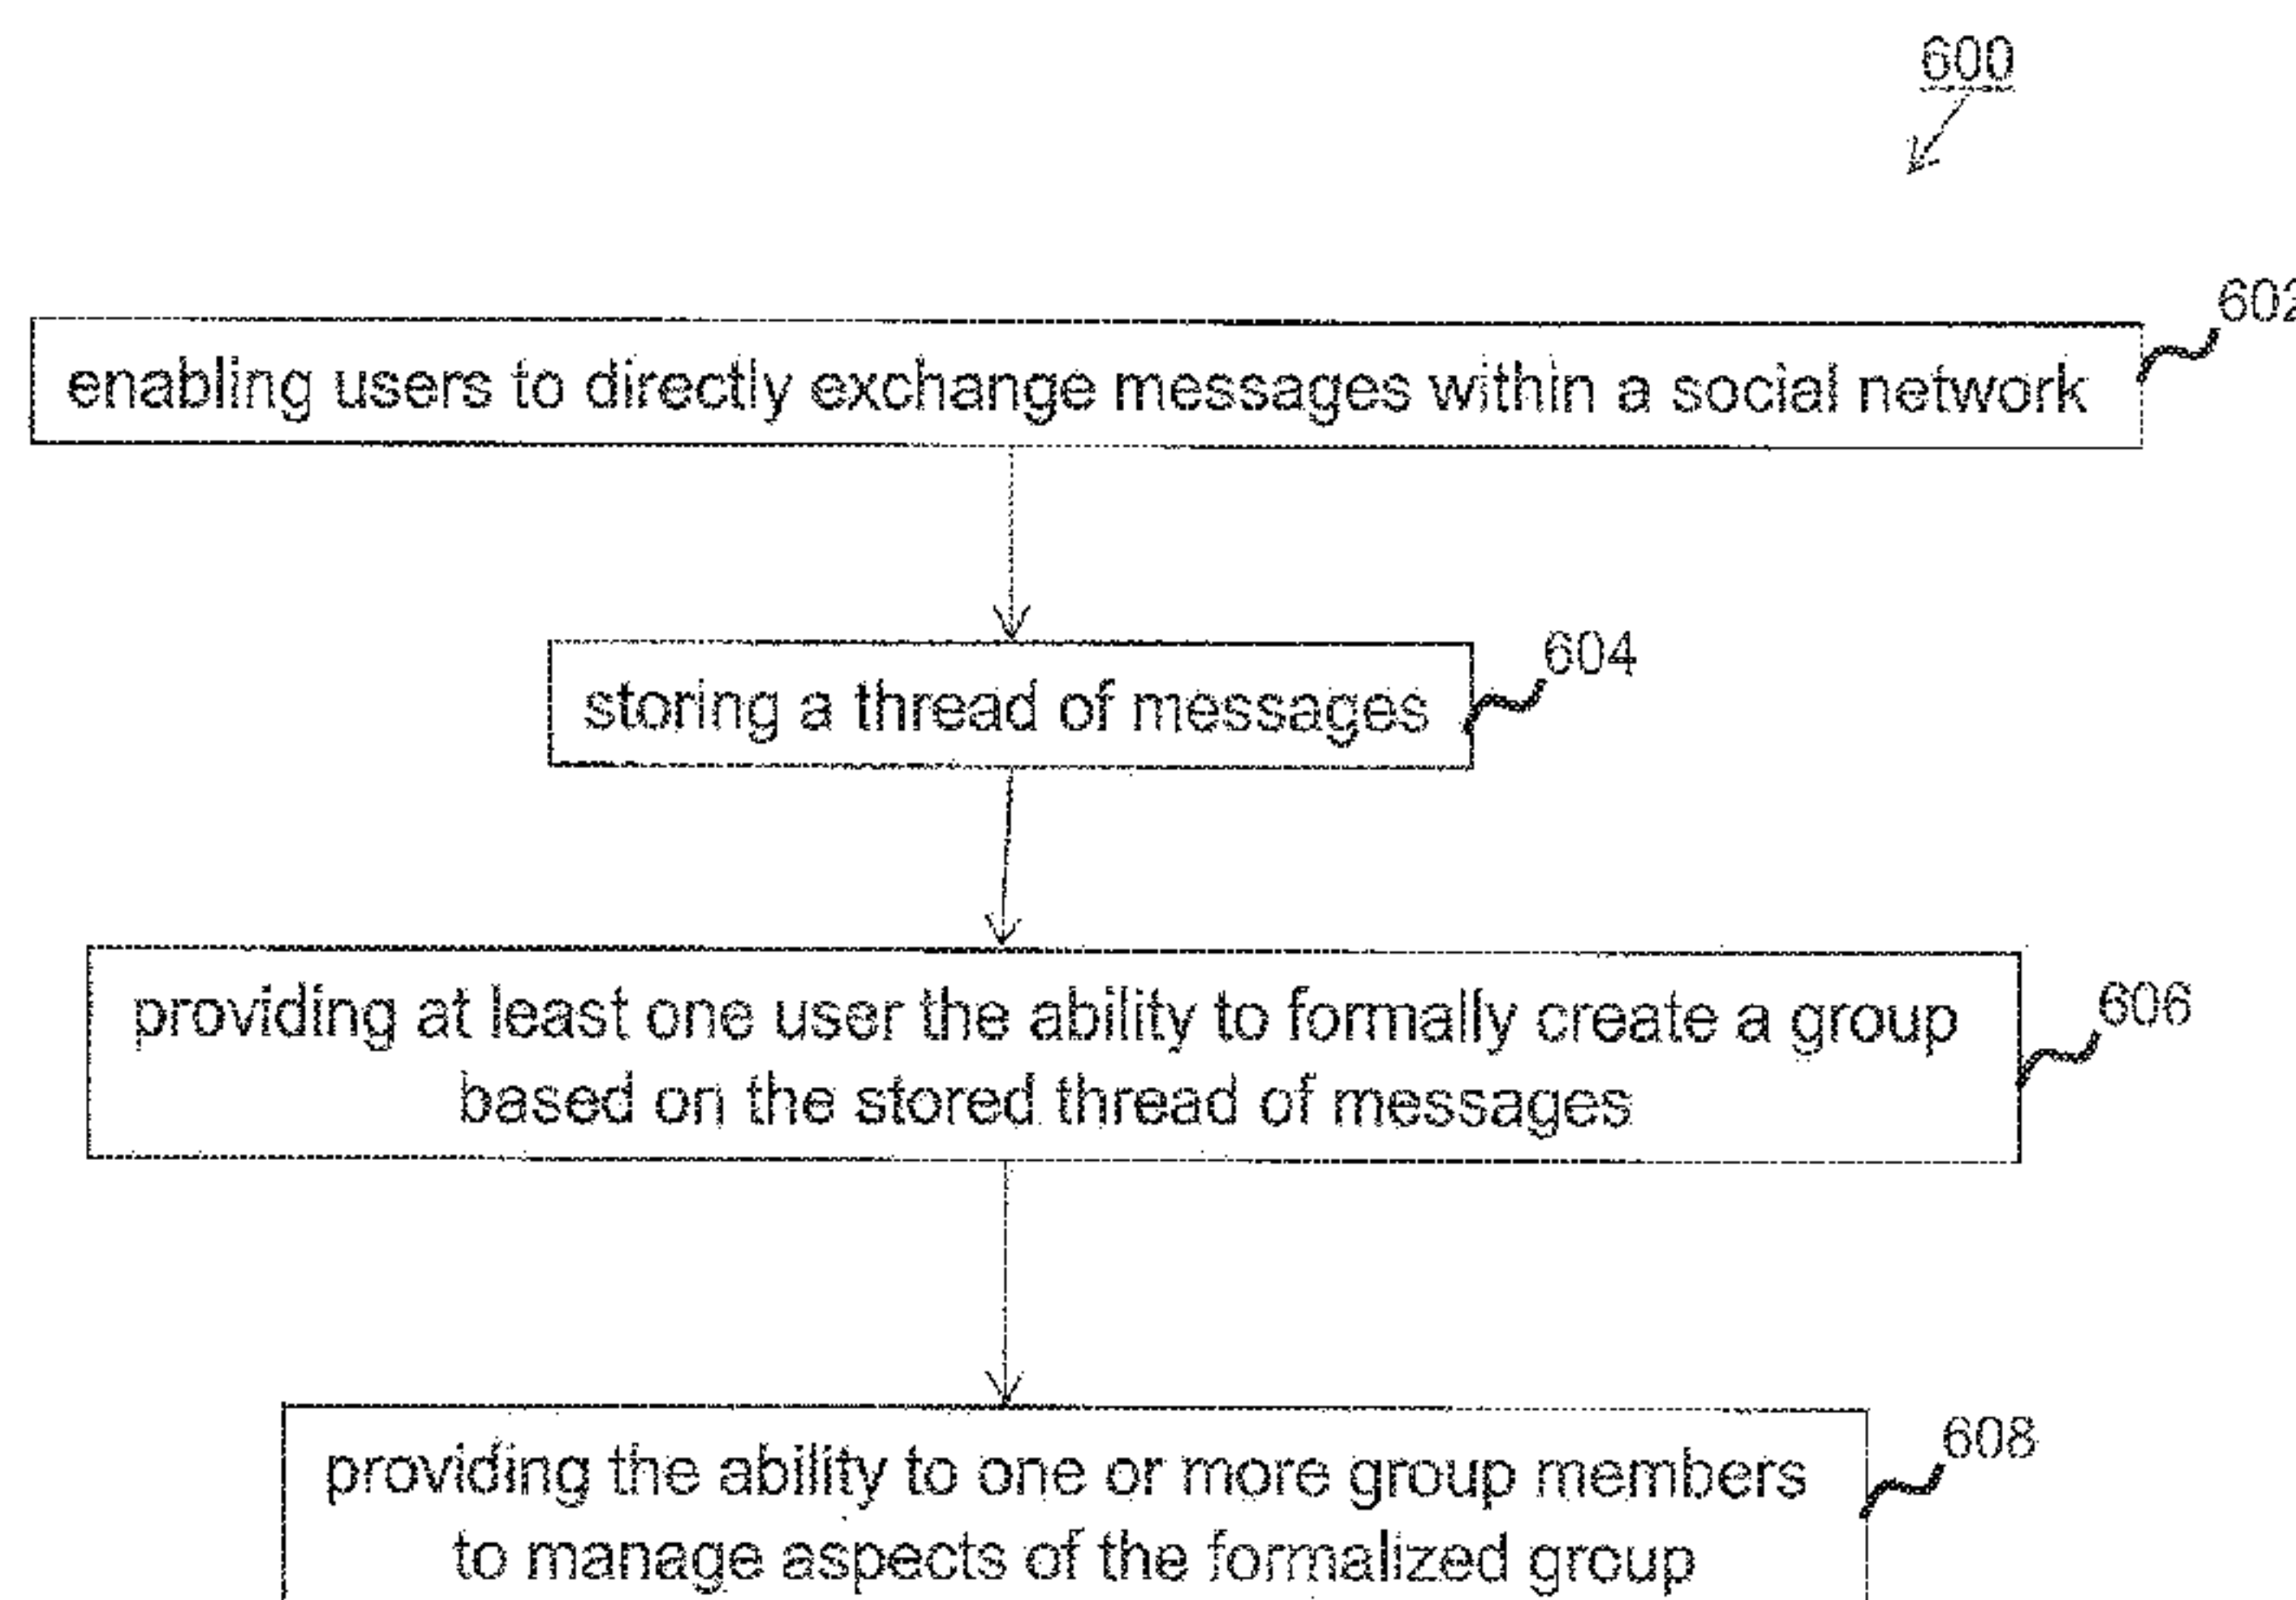 600
602
enabling users to directly exchange messages within a social network
604
storing a thread of messages
606
providing at least one user the ability to formally create a group
based on the stored thread of messages
608
providing the ability to one or more group members
to manage aspects of the formalized group